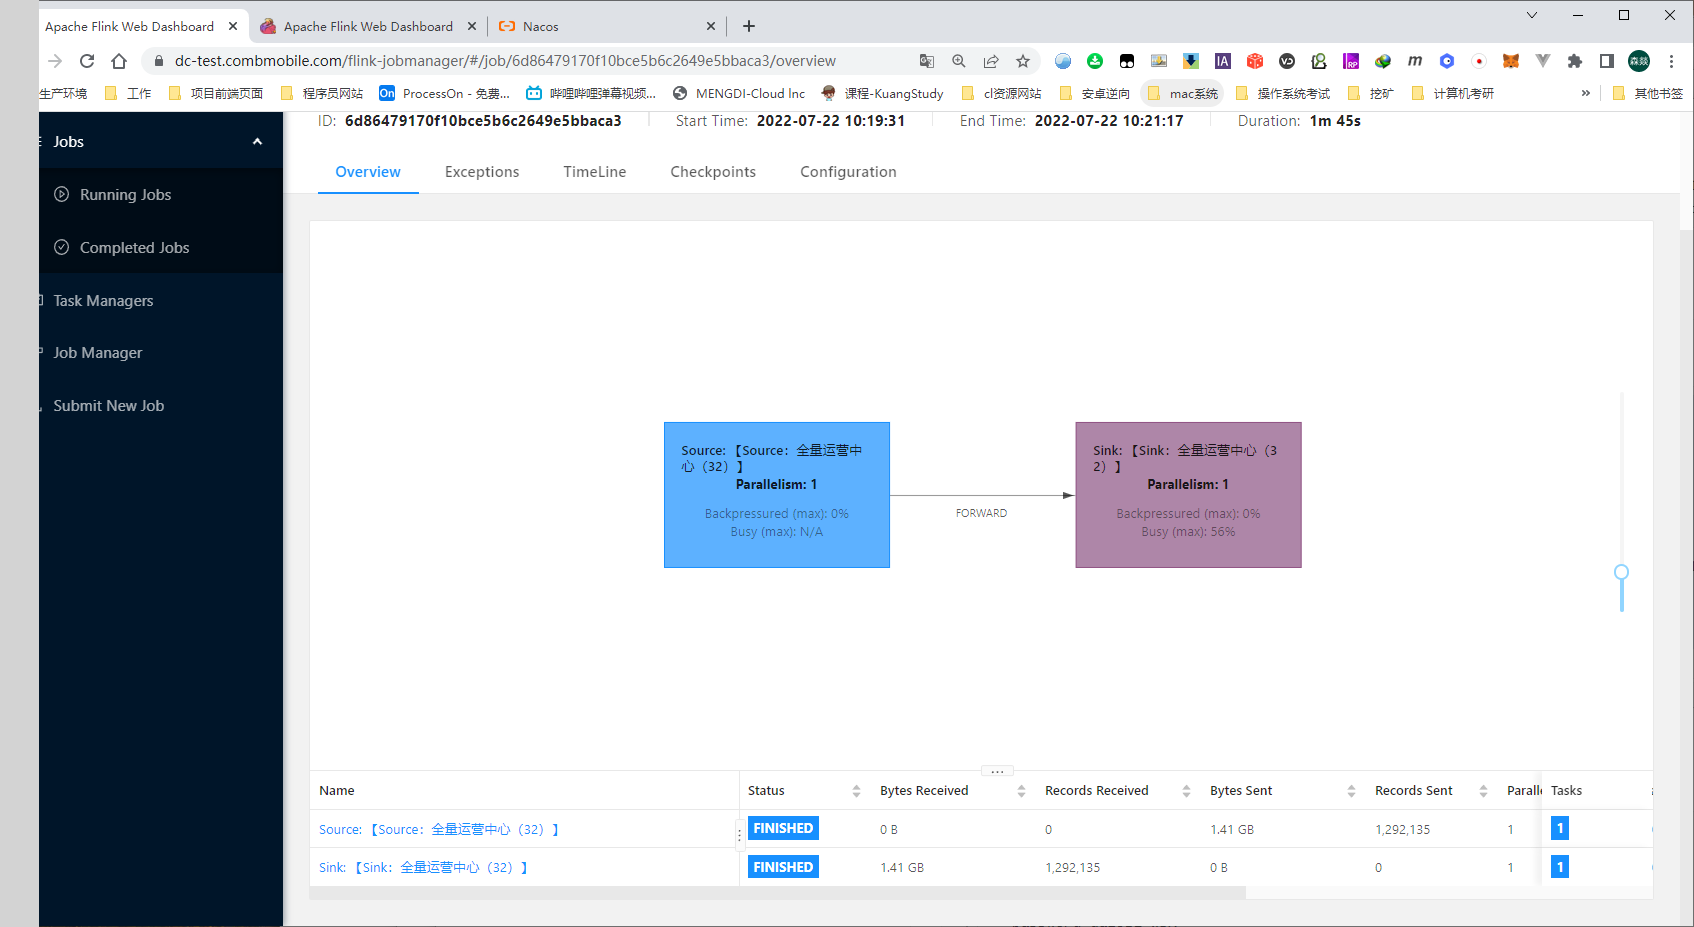 Apache Flink Web Dashboard
Apache Flink Web Dashboard
Nacos
dc-test.combmobile.com/flink-jobmanager/#/job/6d86479170f10bce5b6c2649e5bbaca3/overview
生产环境
工作
项目前端页面
程序员网站
On
ProcessOn - 免费...
哔哩哔哩弹幕视频...
MENGDI-Cloud lnc
课程-KuangStudy
cl资源网站
安卓逆向
mac系统
操作系统考试
挖矿
计算机考研
»
其他书签
Jobs
Running Jobs
Completed Jobs
Task Managers
Job Manager
Submit New Job
ID: 6d86479170f10bce5b6c2649e5bbaca3
Start Time: 2022-07-22 10:19:31
End Time: 2022-07-22 10:21:17
Duration: 1m 45s
Overview
Exceptions
TimeLine
Checkpoints
Configuration
Source: 【Source：全量运营中
心（32）】
Parallelism: 1
Backpressured (max): 0%
Busy (max): N/A
FORWARD
Sink: 【Sink：全量运营中心（3
2）】
Parallelism: 1
Backpressured (max): 0%
Busy (max): 56%
Name Status Bytes Received Records Received Bytes Sent Records Sent Paralle Tasks
Source: 【Source：全量运营中心（32）】 FINISHED 0 B 0 1.41 GB 1,292,135 1 1
Sink: 【Sink：全量运营中心（32）】 FINISHED 1.41 GB 1,292,135 0 B 0 1 1